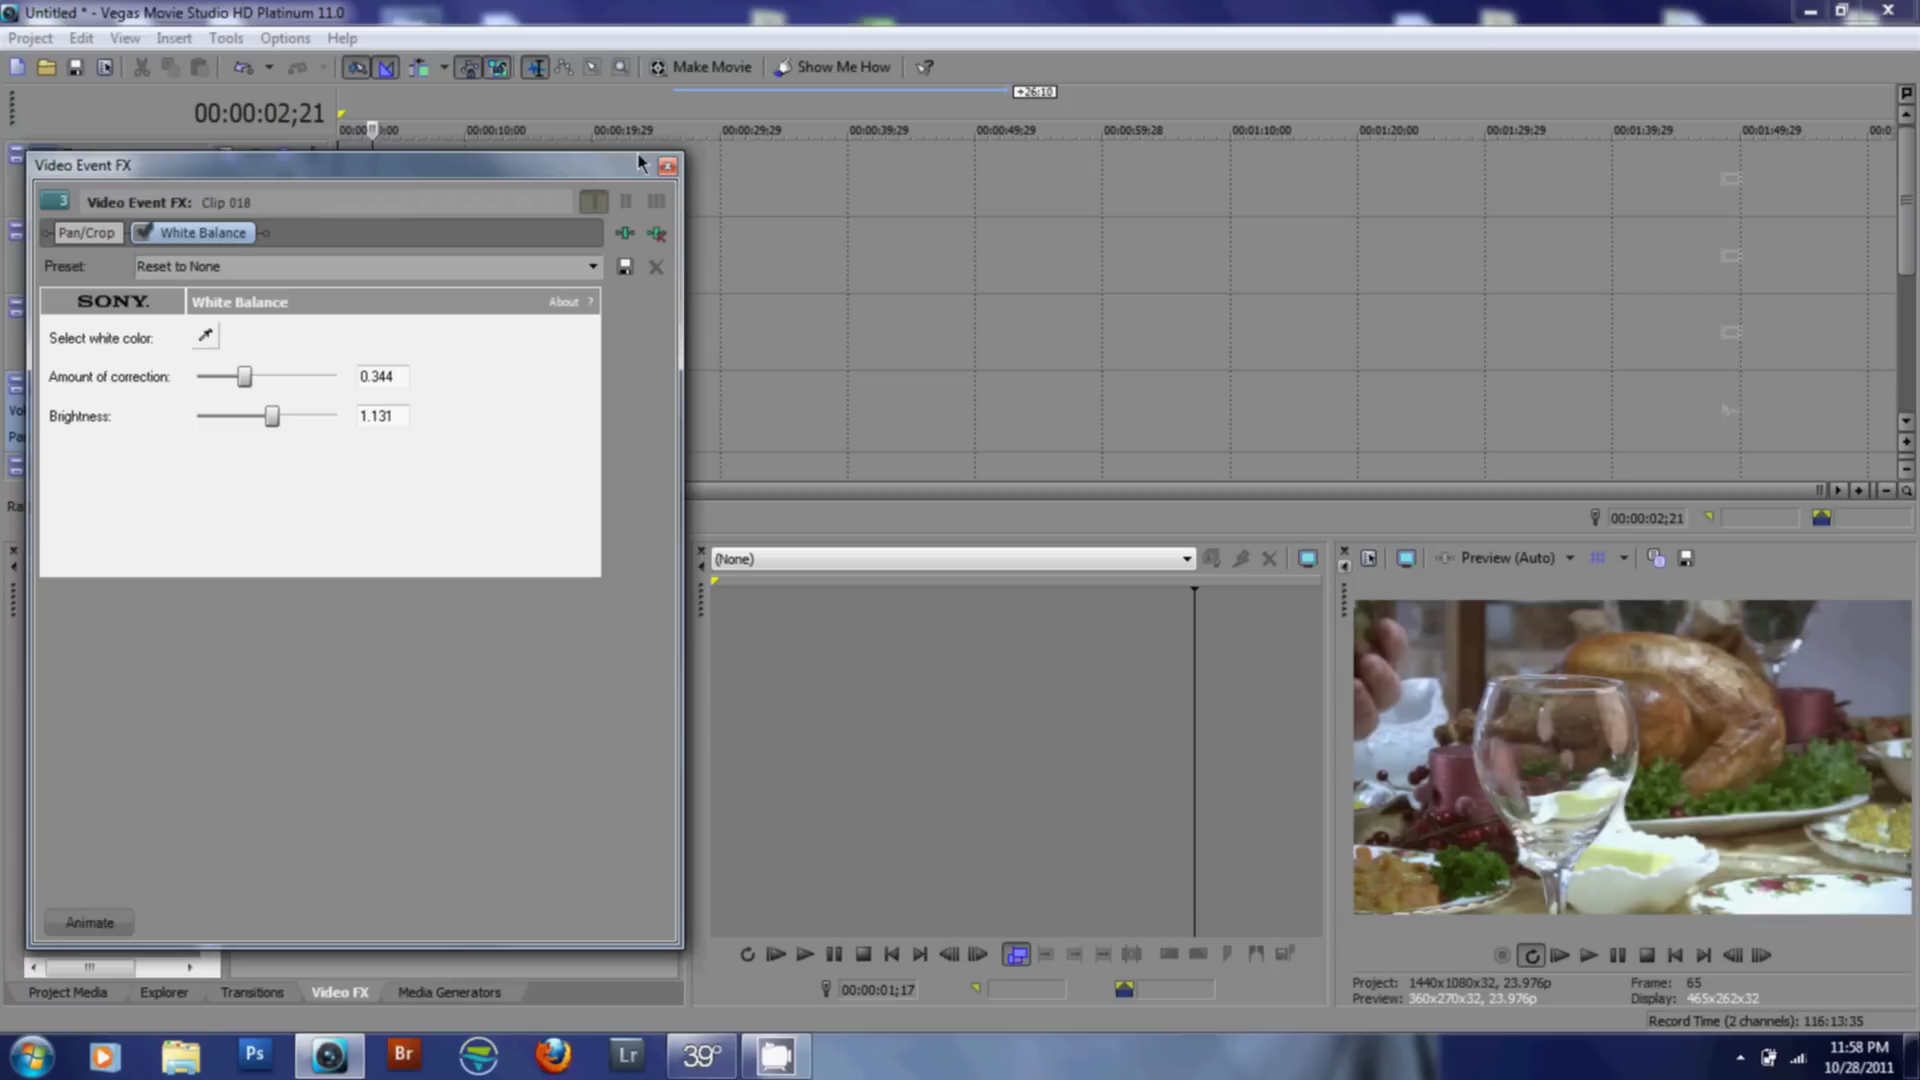 Untitled * - Vegas Movie Studio HD Platinum 11.0
Project Edit View Insert Tools Options Help
Make Movie Show Me How
+26:10
00:00:02;21
00:00:10:00 00:00:19;29 00:00:29;29 00:00:39;29 00:00:49;29 00:00:59;28 00:01:10;00 00:01:20;00 00:01:29;29 00:01:39;29 00:01:49;29
Video Event FX
3 Video Event FX: Clip 018
Pan/Crop White Balance
Preset: Reset to None
SONY. White Balance About ?
Select white color:
Amount of correction: 0.344
Brightness: 1.131
00:00:02;21
(None)
Preview (Auto)
Animate
00:00:01;17
Project: 1440x1080x32, 23.976p Frame: 65
Preview: 360x270x32, 23.976p Display: 465x262x32
Project Media Explorer Transitions Video FX Media Generators
Record Time (2 channels): 116:13:35
Ps Br Lr 39°
11:58 PM
10/28/2011